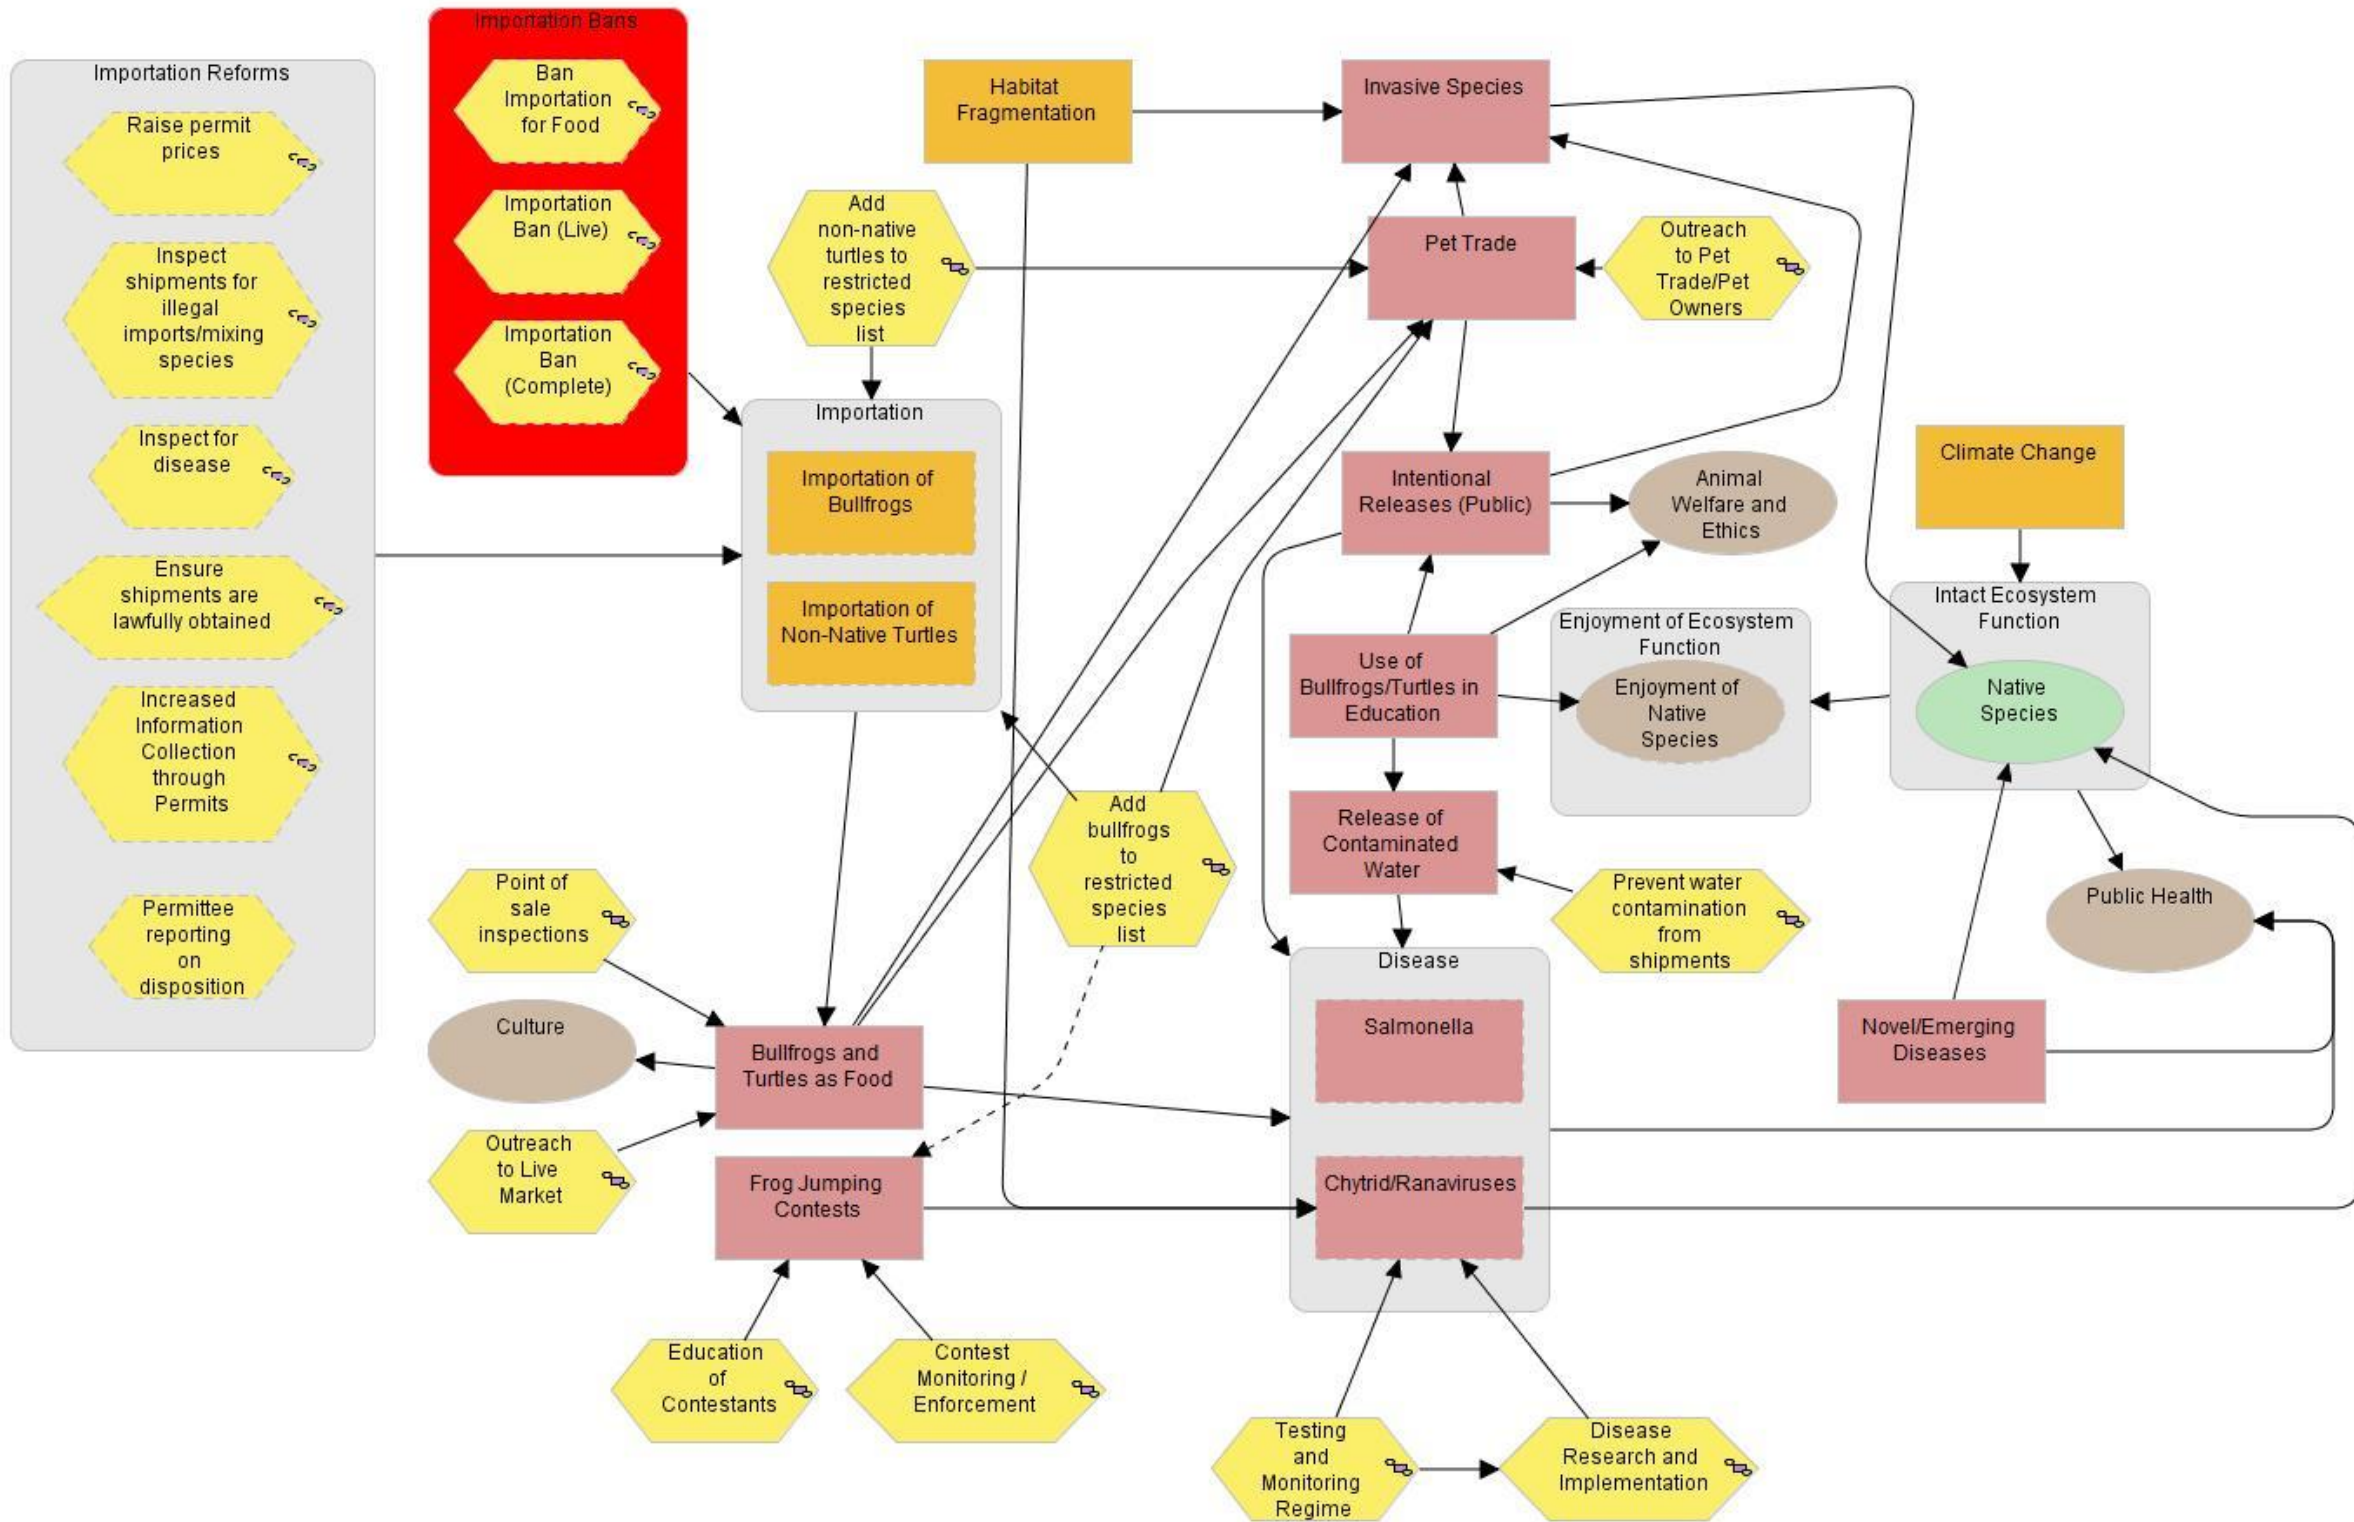 Importation Reforms
Raise permit
prices
Inspect
shipments for
illegal
imports/mixing
species
Inspect for
disease
Ensure
shipments are
lawfully obtained
Increased
Information
Collection
through
Permits
Permittee
reporting
on
disposition
Importation Bans
Ban
Importation
for Food
Importation
Ban (Live)
Importation
Ban
(Complete)
Add
non-native
turtles to
restricted
species
list
Importation
Importation of
Bullfrogs
Importation of
Non-Native Turtles
Habitat
Fragmentation
Invasive Species
Pet Trade
Outreach
to Pet
Trade/Pet
Owners
Intentional
Releases (Public)
Animal
Welfare and
Ethics
Climate Change
Use of
Bullfrogs/Turtles in
Education
Enjoyment of Ecosystem
Function
Enjoyment of
Native
Species
Intact Ecosystem
Function
Native
Species
Release of
Contaminated
Water
Prevent water
contamination
from
shipments
Public Health
Novel/Emerging
Diseases
Add
bullfrogs
to
restricted
species
list
Point of
sale
inspections
Culture
Outreach
to Live
Market
Bullfrogs and
Turtles as Food
Frog Jumping
Contests
Disease
Salmonella
Chytrid/Ranaviruses
Education
of
Contestants
Contest
Monitoring /
Enforcement
Testing
and
Monitoring
Regime
Disease
Research and
Implementation